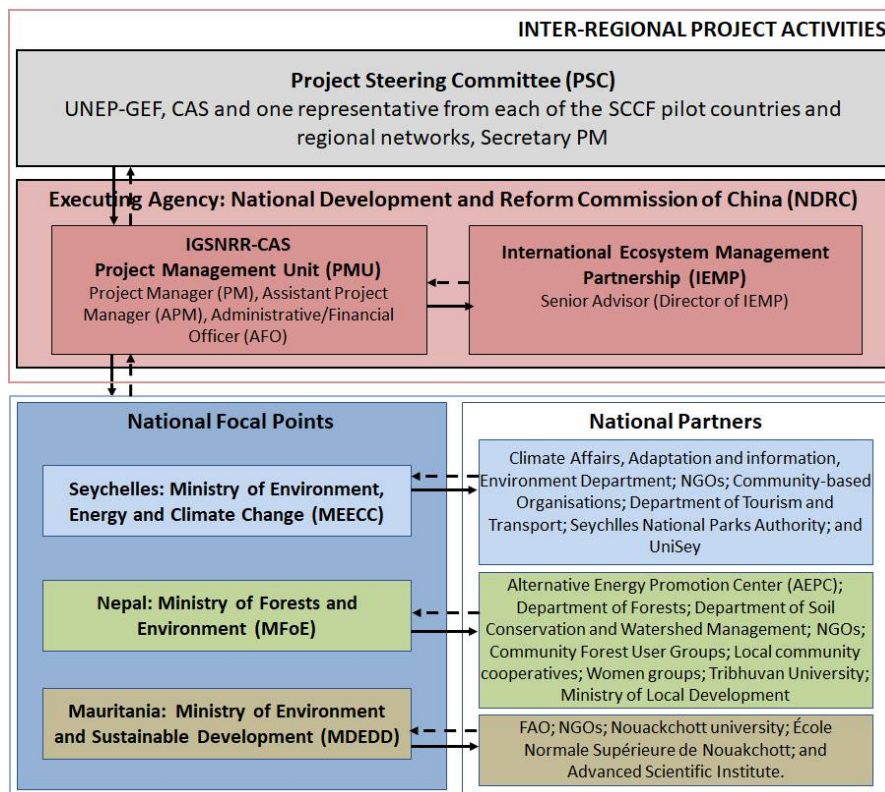 INTER-REGIONAL PROJECT ACTIVITIES
Project Steering Committee (PSC)
UNEP-GEF, CAS and one representative from each of the SCCF pilot countries and
regional networks, Secretary PM
Executing Agency: National Development and Reform Commission of China (NDRC)
IGSNRR-CAS
Project Management Unit (PMU)
Project Manager (PM), Assistant Project
Manager (APM), Administrative/Financial
Officer (AFO)
International Ecosystem Management
Partnership (IEMP)
Senior Advisor (Director of IEMP)
National Focal Points
National Partners
Seychelles: Ministry of Environment,
Energy and Climate Change (MEECC)
Climate Affairs, Adaptation and information,
Environment Department; NGOs; Community-based
Organisations; Department of Tourism and
Transport; Seychlles National Parks Authority; and
UniSey
Nepal: Ministry of Forests and
Environment (MFoE)
Alternative Energy Promotion Center (AEPC);
Department of Forests; Department of Soil
Conservation and Watershed Management; NGOs;
Community Forest User Groups; Local community
cooperatives; Women groups; Tribhuvan University;
Ministry of Local Development
Mauritania: Ministry of Environment
and Sustainable Development (MDEDD)
FAO; NGOs; Nouackchott university; École
Normale Supérieure de Nouakchott; and
Advanced Scientific Institute.